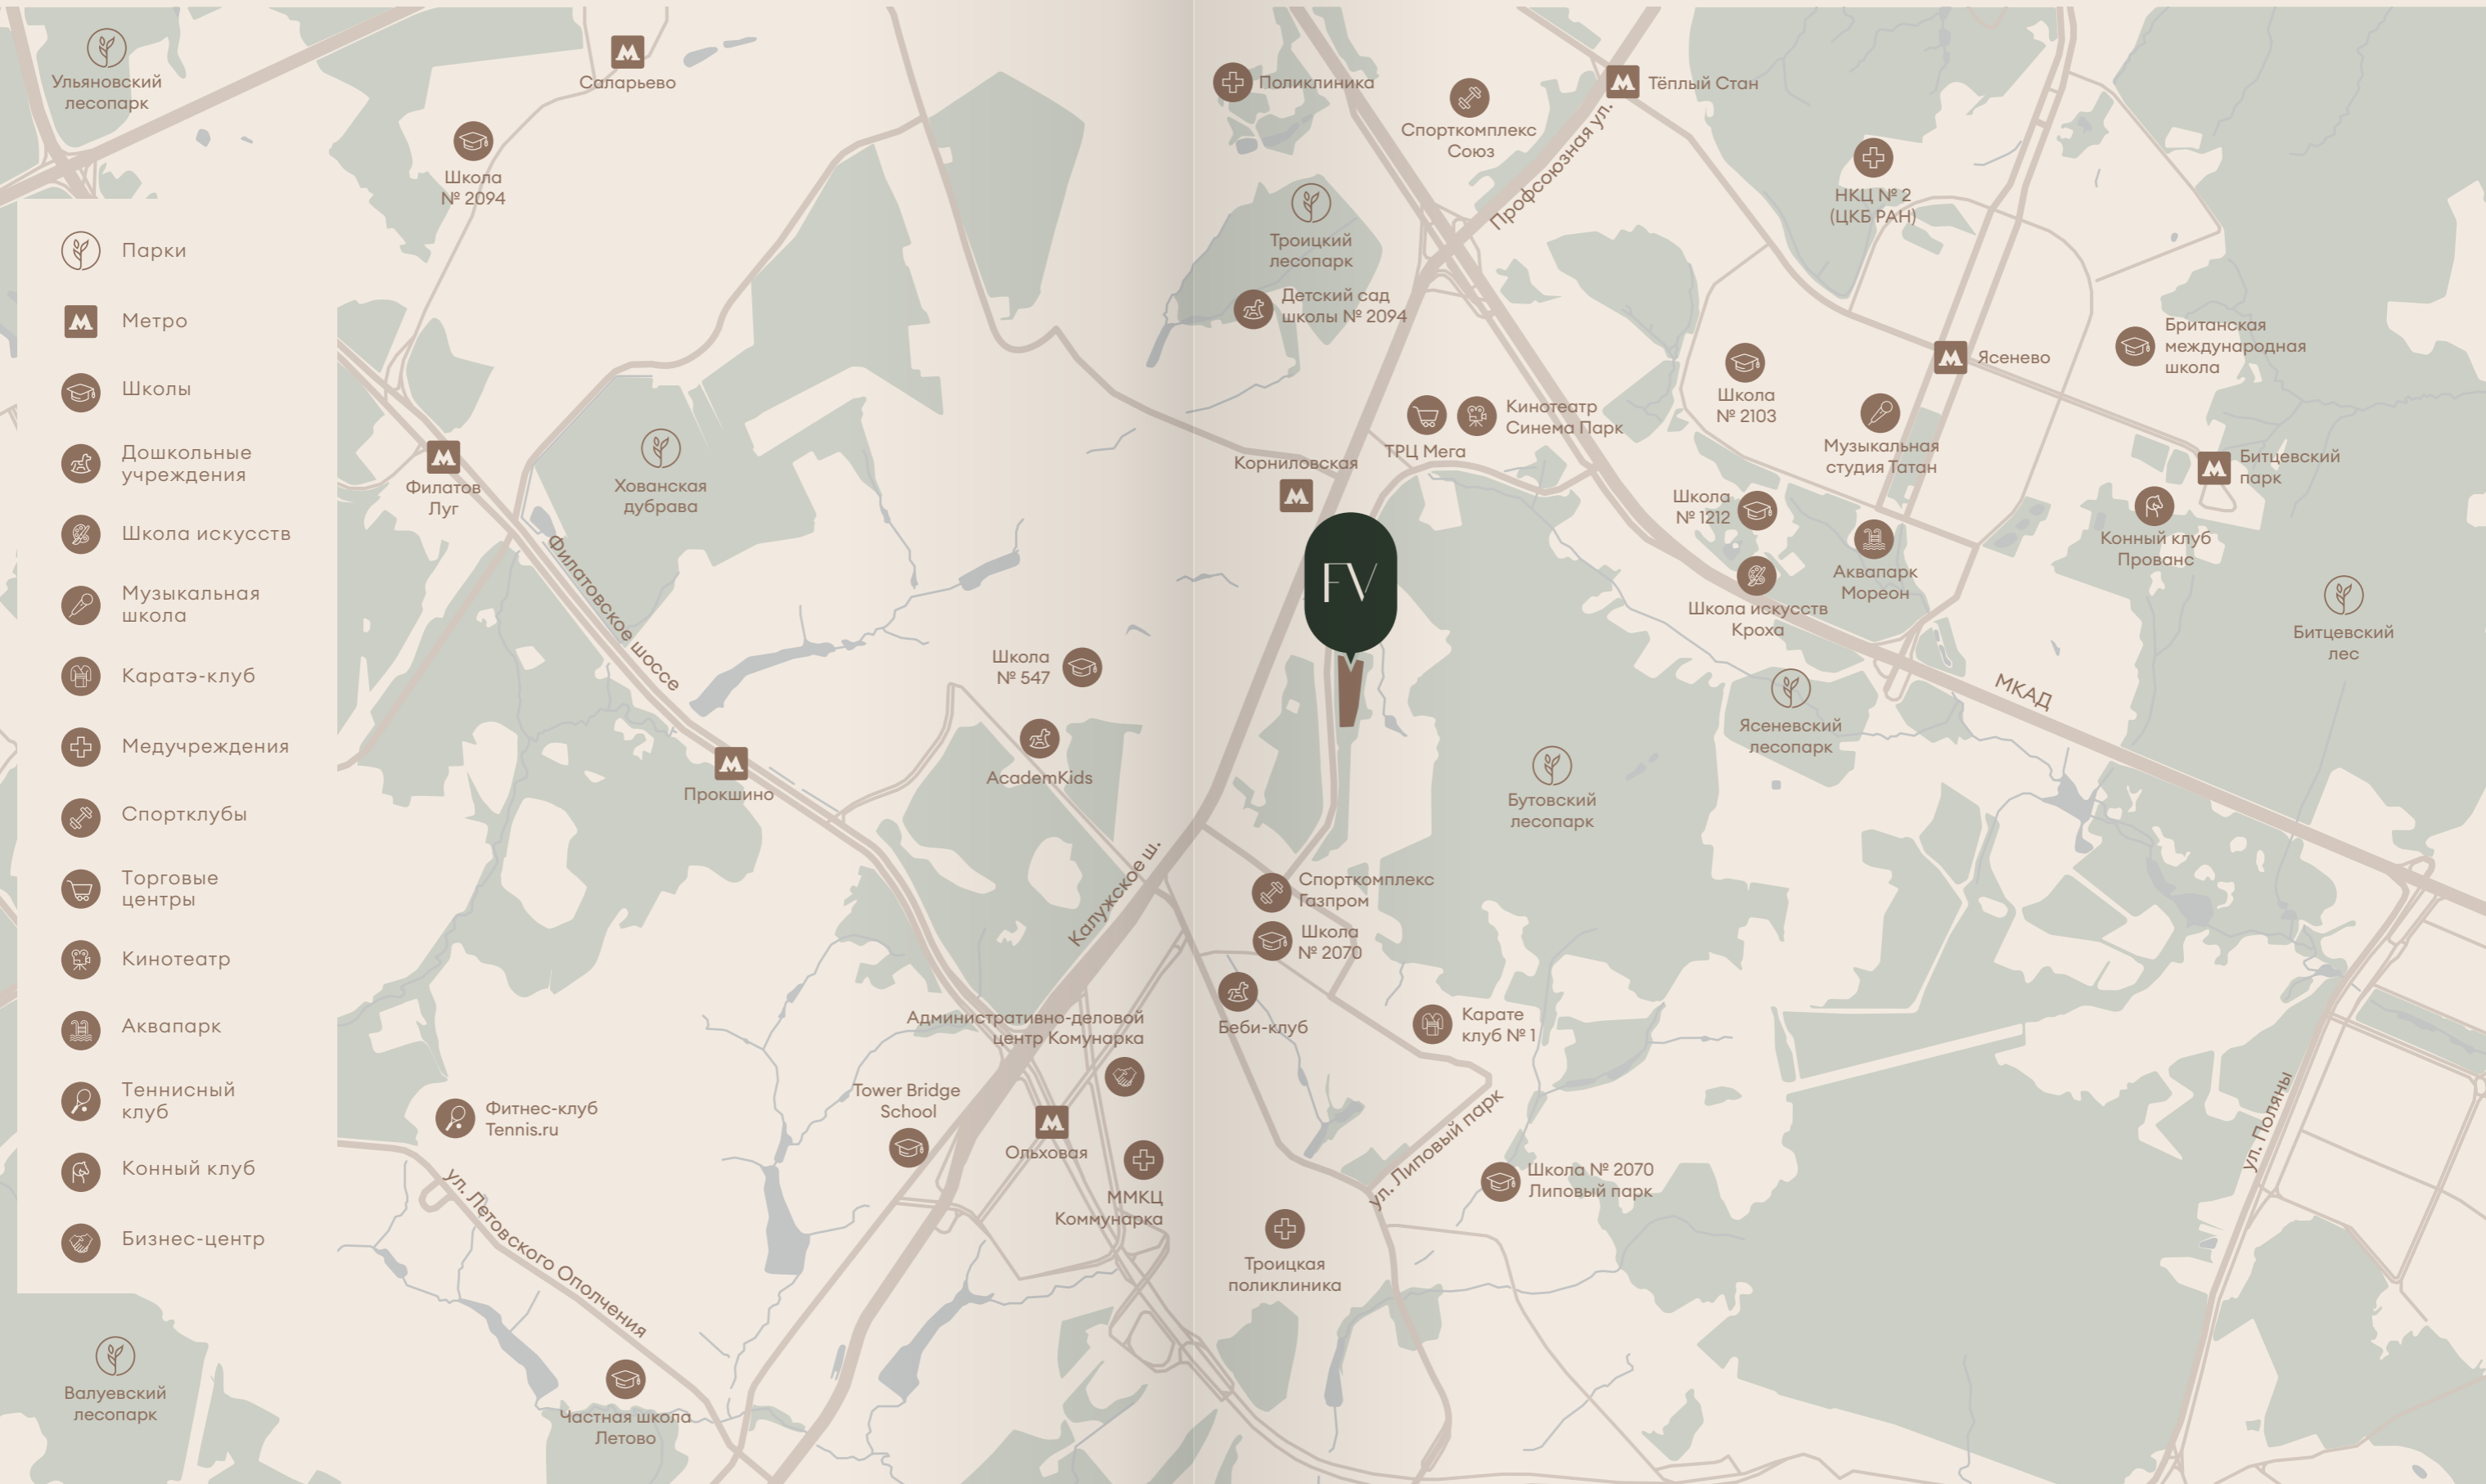 Ульяновский
лесопарк
Саларьево
Школа
№ 2094
Парки
Метро
Школы
Дошкольные
учреждения
Школа искусств
Музыкальная
школа
Каратэ-клуб
Медучреждения
Спортклубы
Торговые
центры
Кинотеатр
Аквапарк
Теннисный
клуб
Конный клуб
Бизнес-центр
Валуевский
лесопарк
Филатов
Луг
Хованская
дубрава
Филатовское шоссе
Прокшино
Школа
№ 547
AcademKids
Калужское ш.
Административно-деловой
центр Комунарка
Tower Bridge
School
Ольховая
ММКЦ
Коммунарка
Фитнес-клуб
Tennis.ru
ул. Летовского Ополчения
Частная школа
Летово
Поликлиника
Спорткомплекс
Союз
Тёплый Стан
Профсоюзная ул.
НКЦ № 2
(ЦКБ РАН)
Троицкий
лесопарк
Детский сад
школы № 2094
Британская
международная
школа
Ясенево
Школа
№ 2103
Кинотеатр
Синема Парк
ТРЦ Мега
Музыкальная
студия Татан
Корниловская
Битцевский
парк
Школа
№ 1212
Конный клуб
Прованс
Аквапарк
Мореон
FV
Школа искусств
Кроха
Битцевский
лес
МКАД
Ясеневский
лесопарк
Бутовский
лесопарк
Спорткомплекс
Газпром
Школа
№ 2070
Беби-клуб
Карате
клуб № 1
ул. Липовый парк
Школа № 2070
Липовый парк
ул. Поляны
Троицкая
поликлиника